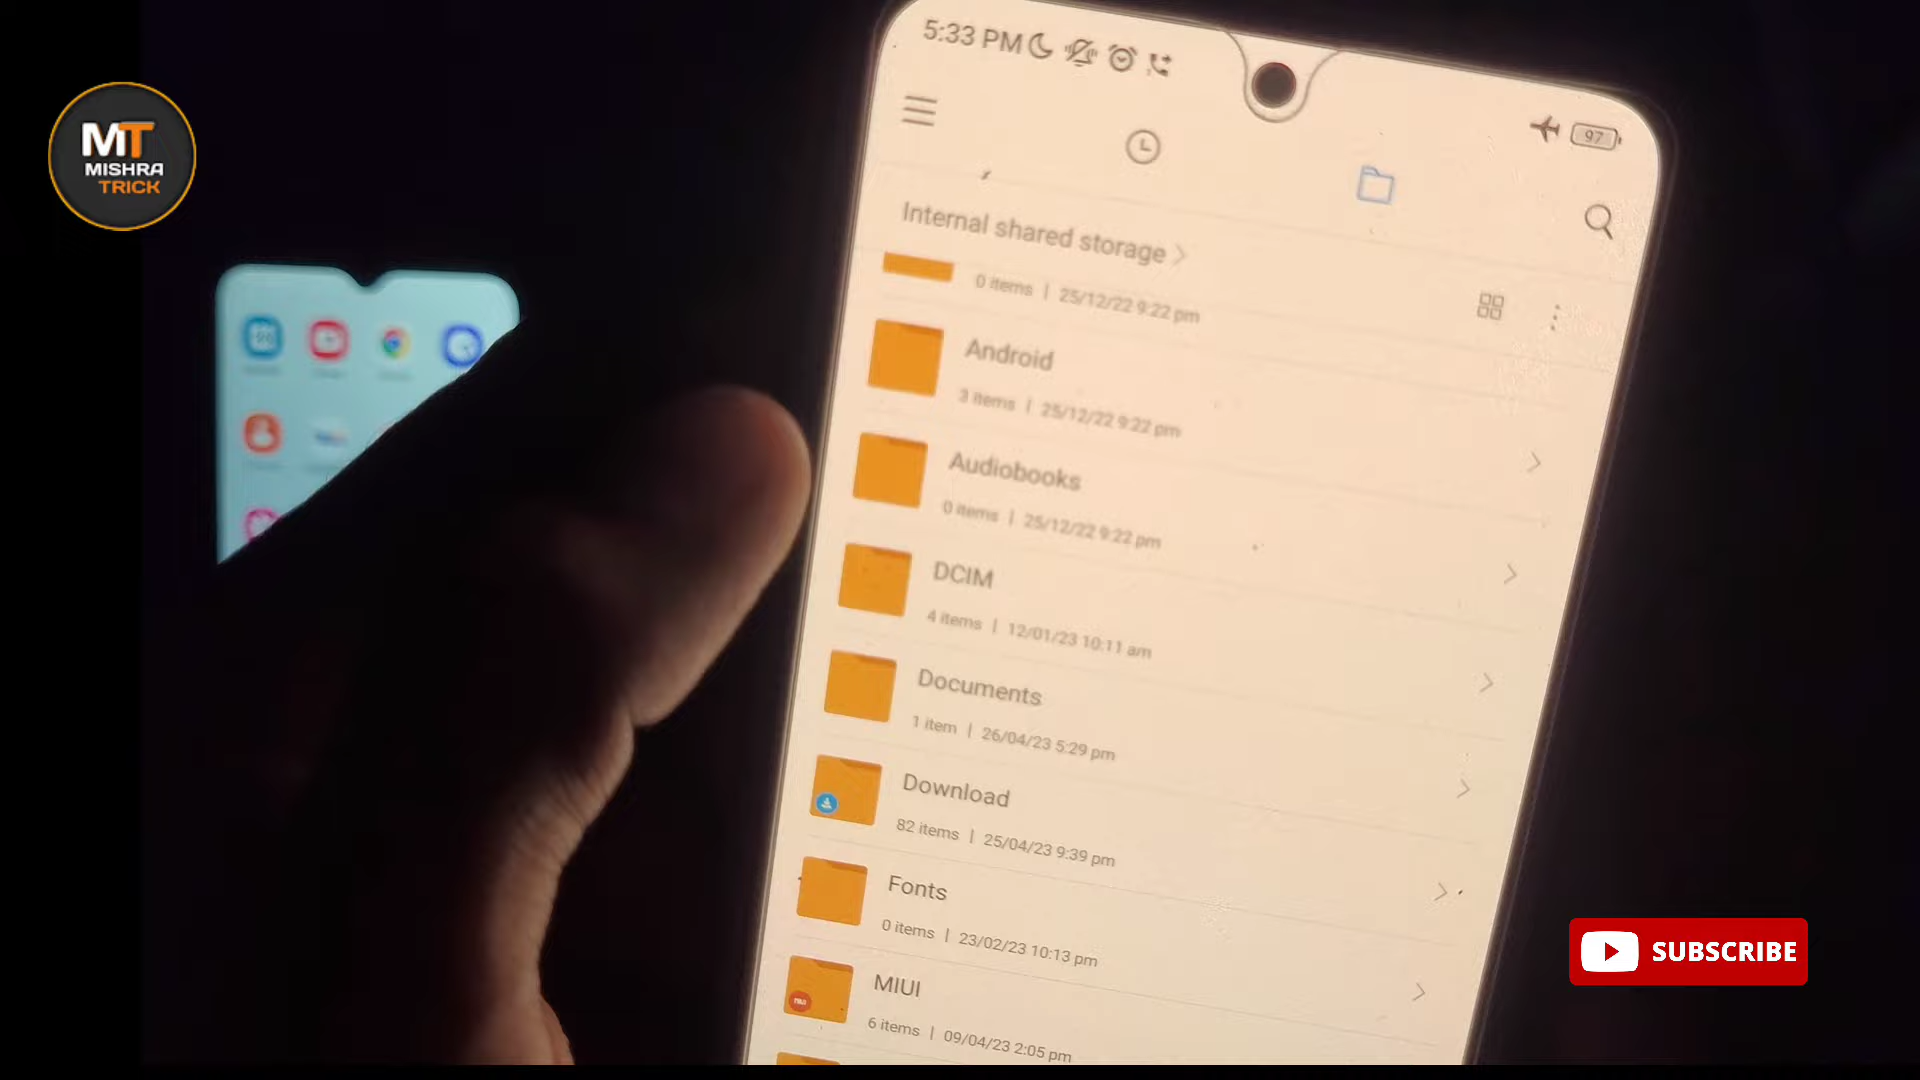 5:33 PM
97
MT
MISHRA
TRICK
Internal shared storage
0 items | 25/12/22 9:22 pm
Android
3 items | 25/12/22 9:22 pm
Audiobooks
0 items | 25/12/22 9:22 pm
DCIM
4 items | 12/01/23 10:11 am
Documents
1 item | 26/04/23 5:29 pm
Download
82 items | 25/04/23 9:39 pm
Fonts
0 items | 23/02/23 10:13 pm
MIUI
6 items | 09/04/23 2:05 pm
SUBSCRIBE